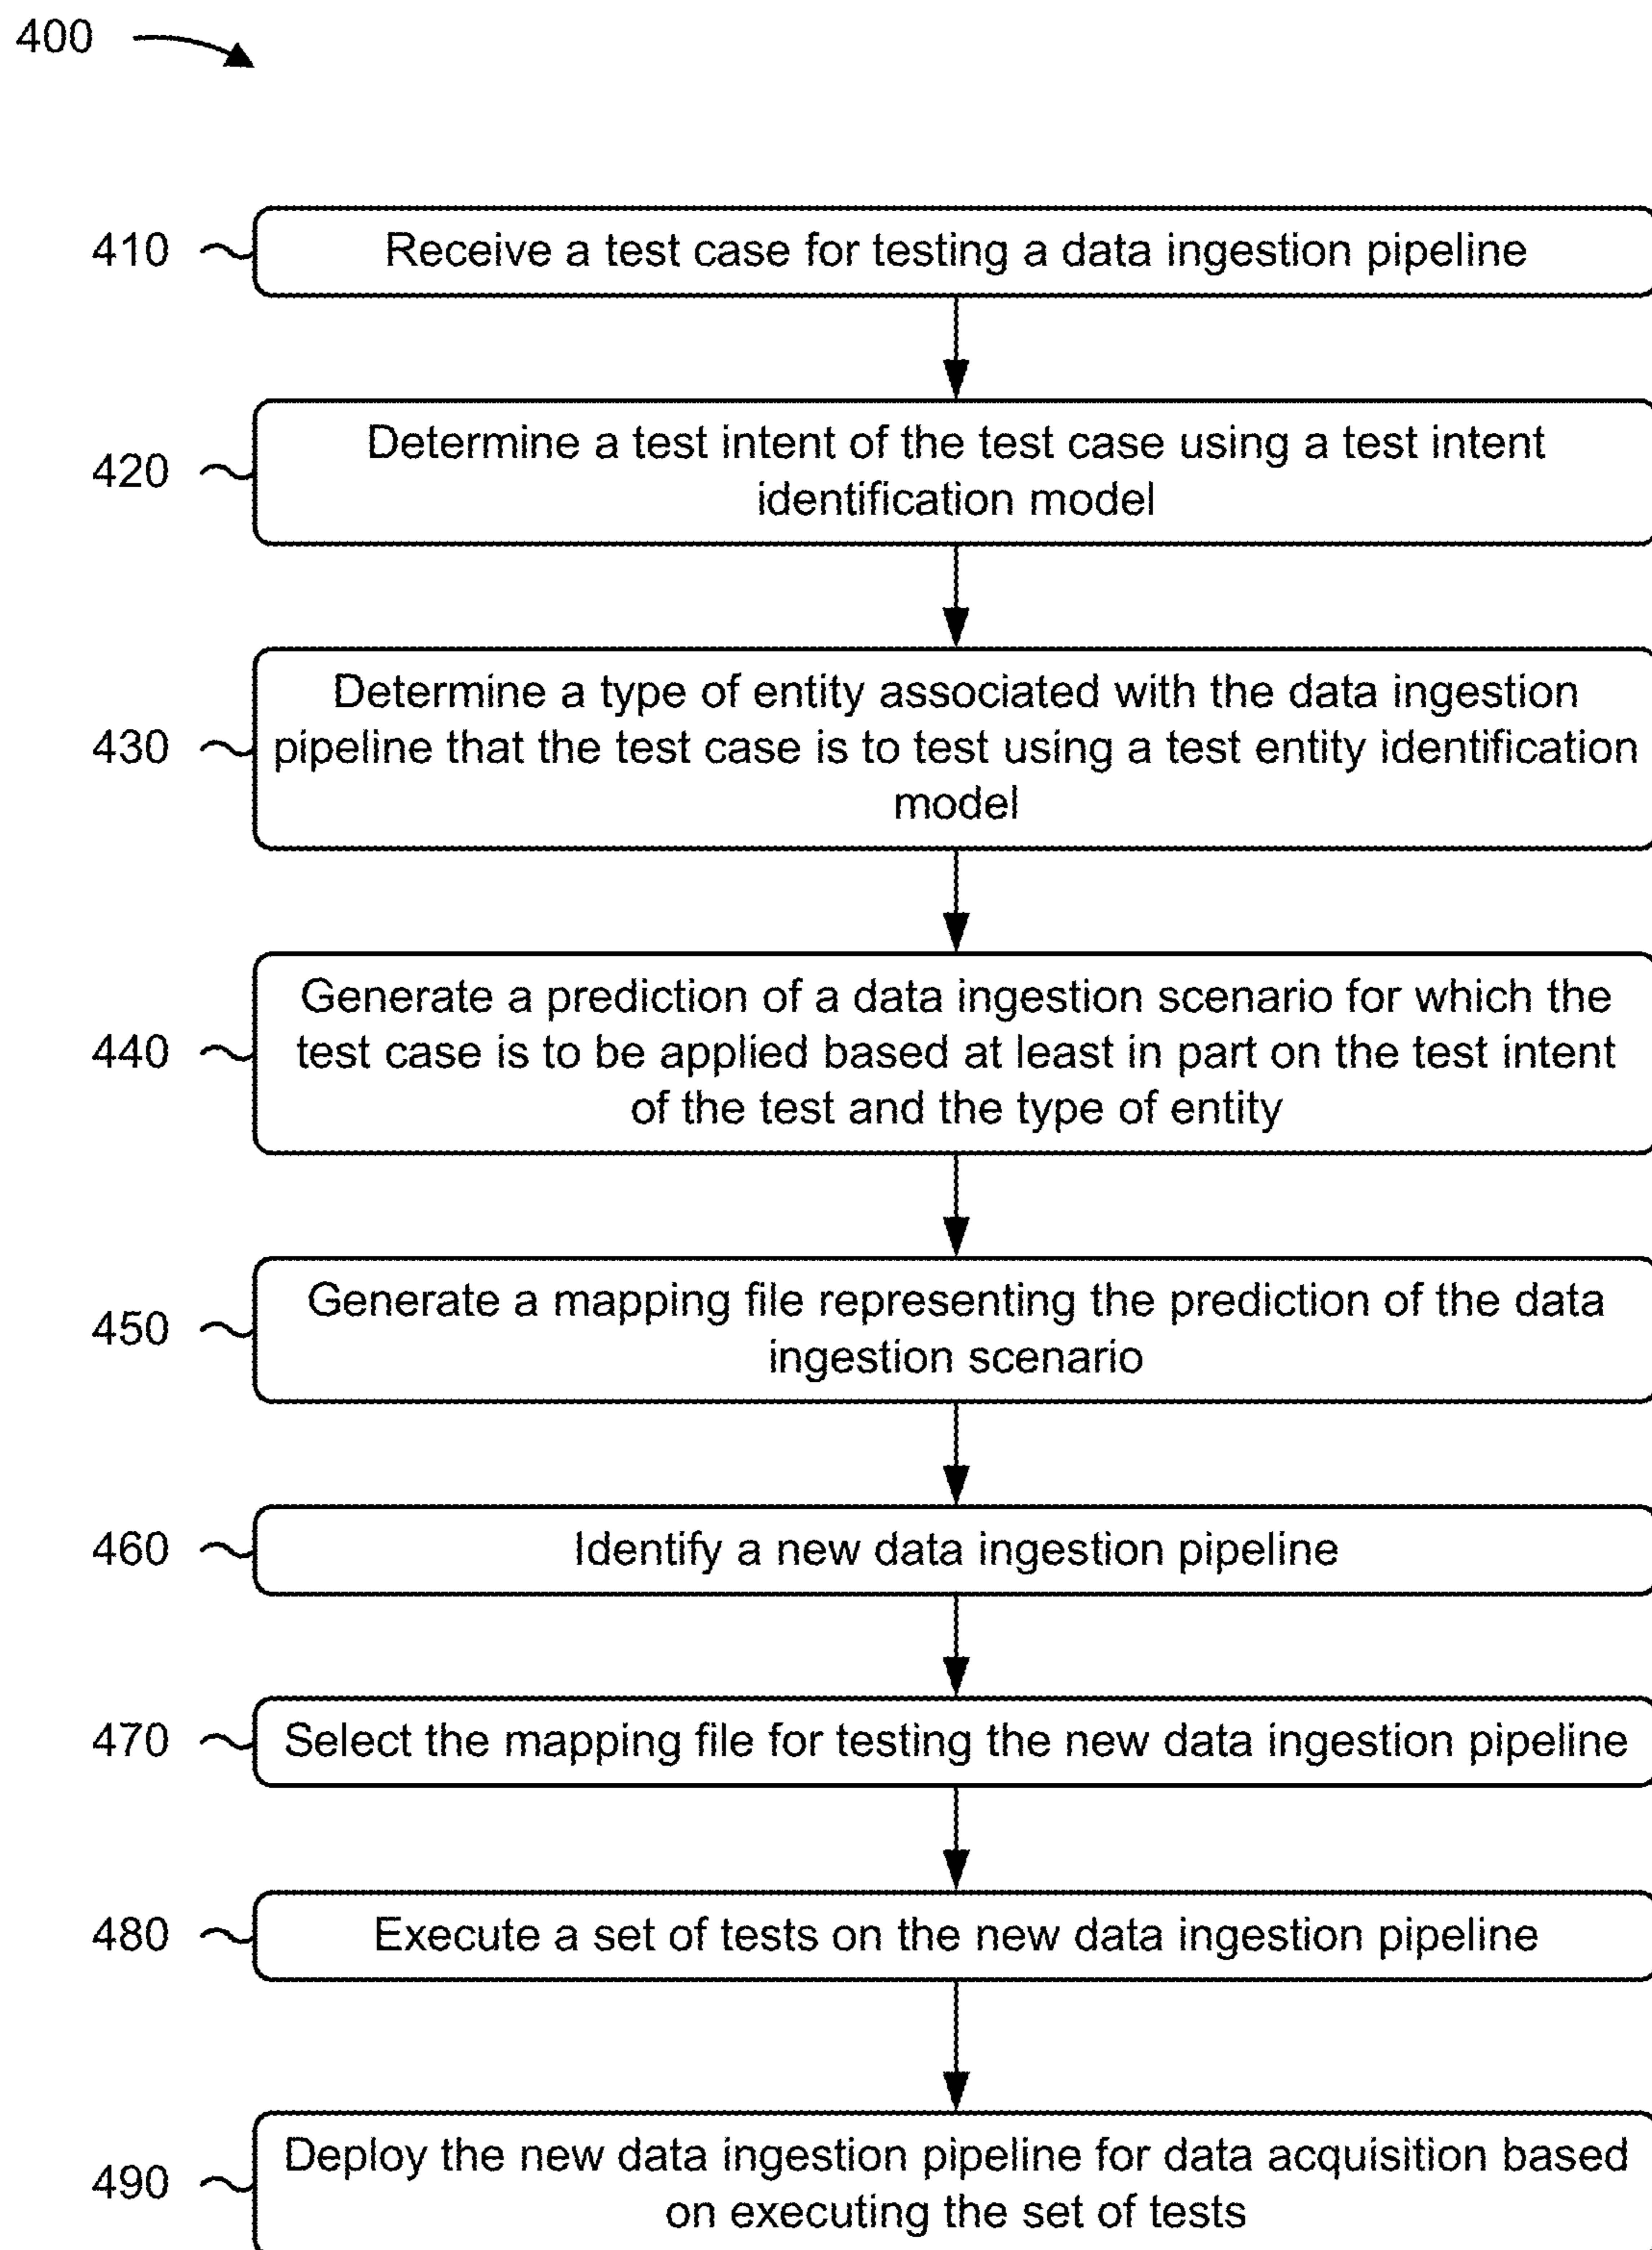 400
410
Receive a test case for testing a data ingestion pipeline
420
Determine a test intent of the test case using a test intent
identification model
430
Determine a type of entity associated with the data ingestion
pipeline that the test case is to test using a test entity identification
model
440
Generate a prediction of a data ingestion scenario for which the
test case is to be applied based at least in part on the test intent
of the test and the type of entity
450
Generate a mapping file representing the prediction of the data
ingestion scenario
460
Identify a new data ingestion pipeline
470
Select the mapping file for testing the new data ingestion pipeline
480
Execute a set of tests on the new data ingestion pipeline
490
Deploy the new data ingestion pipeline for data acquisition based
on executing the set of tests